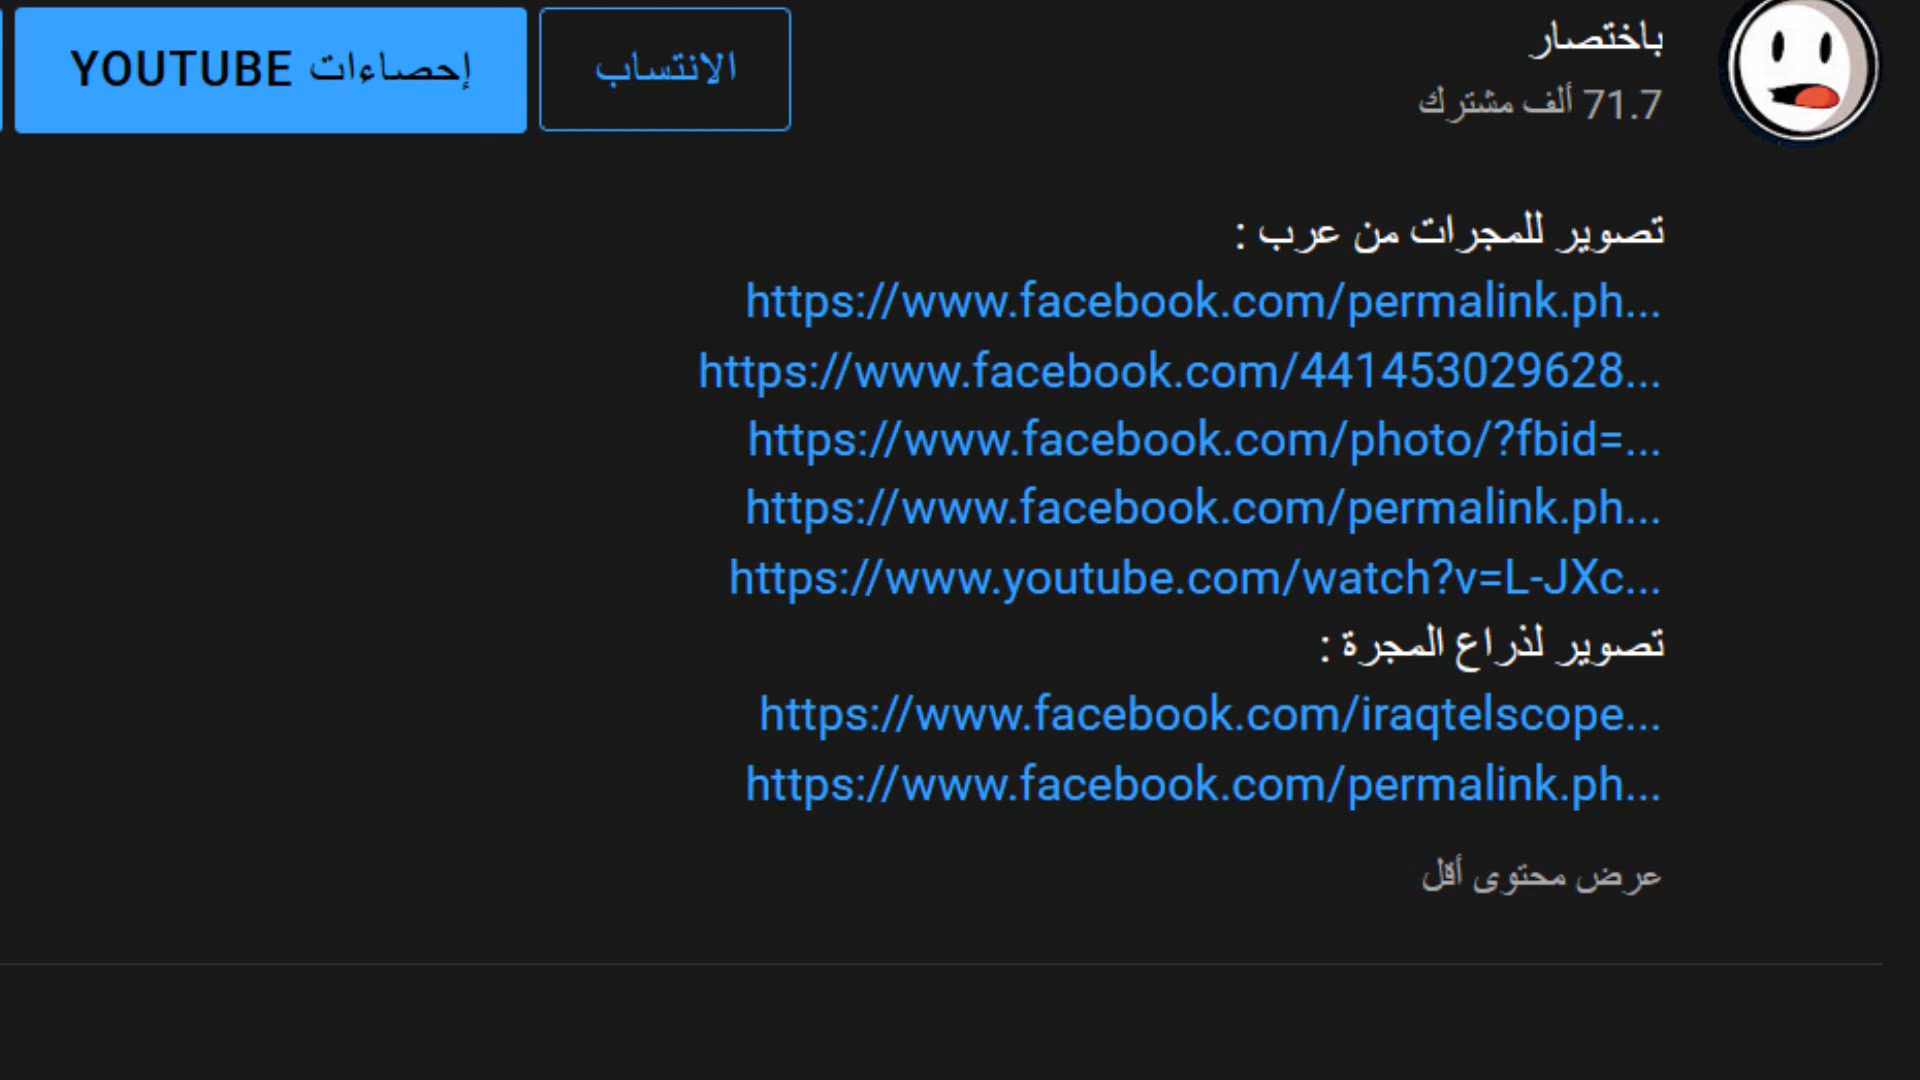 باختصار
71.7 ألف مشترك
الانتساب
إحصاءات YOUTUBE
تصوير للمجرات من عرب :
https://www.facebook.com/permalink.ph...
https://www.facebook.com/441453029628...
https://www.facebook.com/photo/?fbid=...
https://www.facebook.com/permalink.ph...
https://www.youtube.com/watch?v=L-JXc...
تصوير لذراع المجرة :
https://www.facebook.com/iraqtelscope...
https://www.facebook.com/permalink.ph...
عرض محتوى أقل